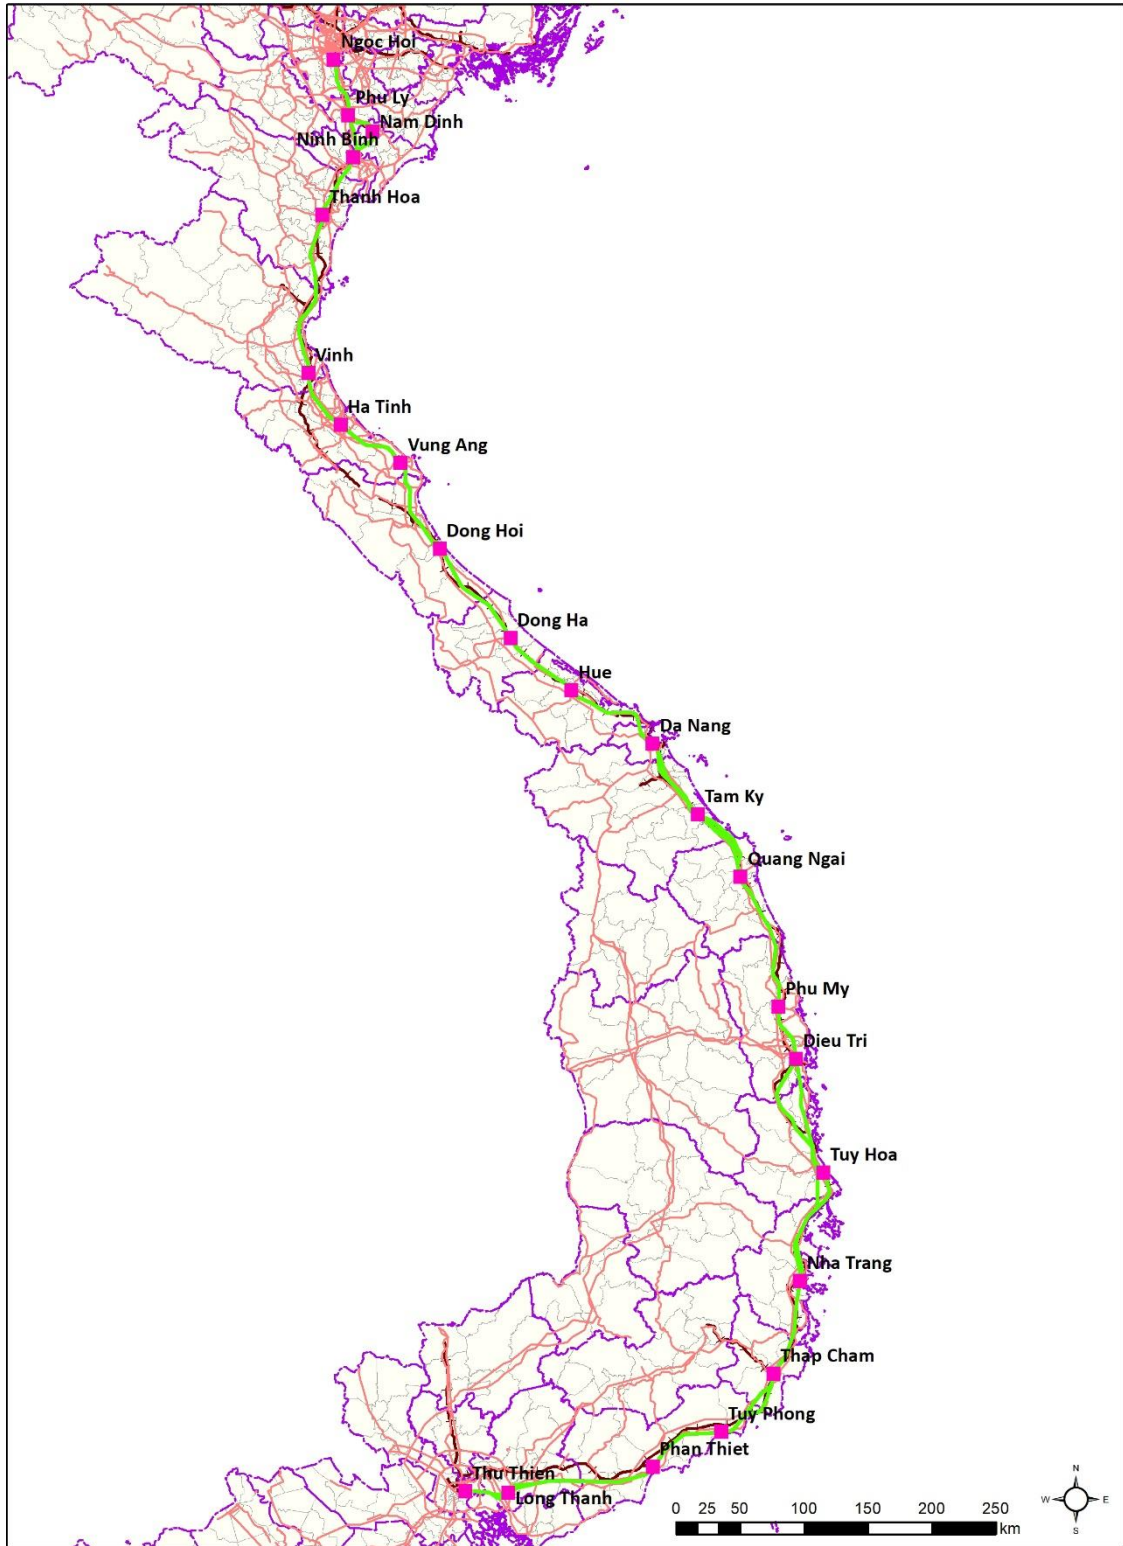 Ngoc Hoi
Phu Ly
Nam Dinh
Ninh Binh
Thanh Hoa
Vinh
Ha Tinh
Vung Ang
Dong Hoi
Dong Ha
Hue
Da Nang
Tam Ky
Quang Ngai
Phu My
Dieu Tri
Tuy Hoa
Nha Trang
Thap Cham
Tuy Phong
Phan Thiet
Thu Thien
Long Thanh
0 25 50 100 150 200 250
km
N
W E
S